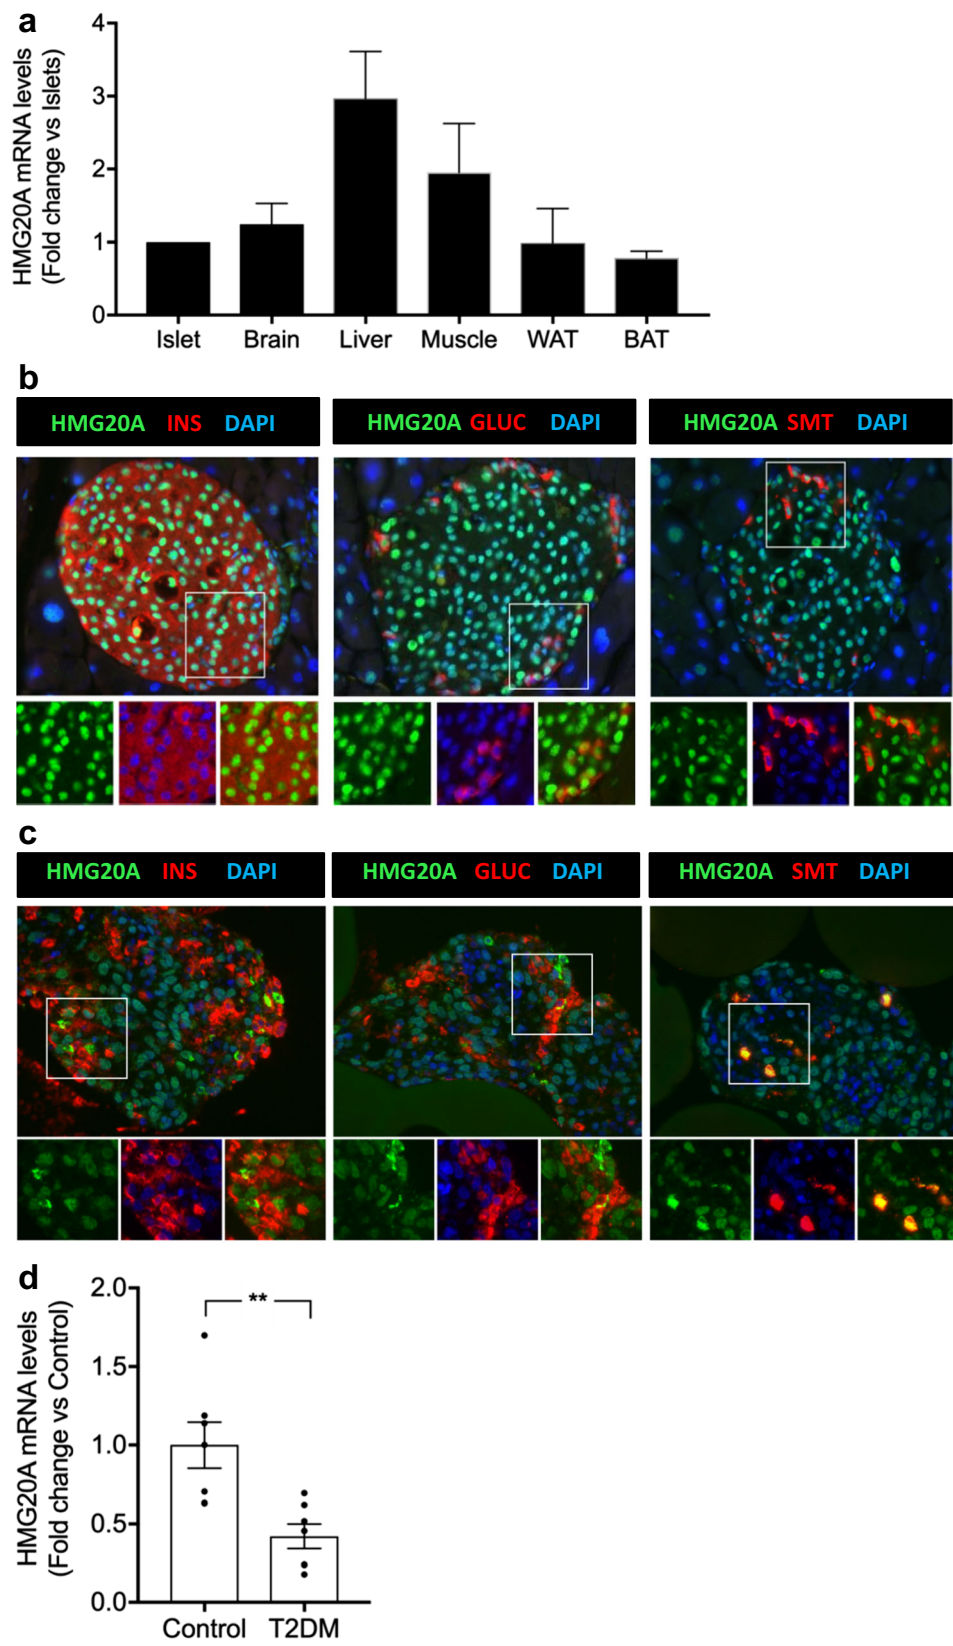 a
HMG20A mRNA levels
(Fold change vs Islets)
4
3
2
1
0
Islet Brain Liver Muscle WAT BAT
b
HMG20A INS DAPI
HMG20A GLUC DAPI
HMG20A SMT DAPI
c
HMG20A INS DAPI
HMG20A GLUC DAPI
HMG20A SMT DAPI
d
HMG20A mRNA levels
(Fold change vs Control)
2.0
1.5
1.0
0.5
0.0
**
Control T2DM